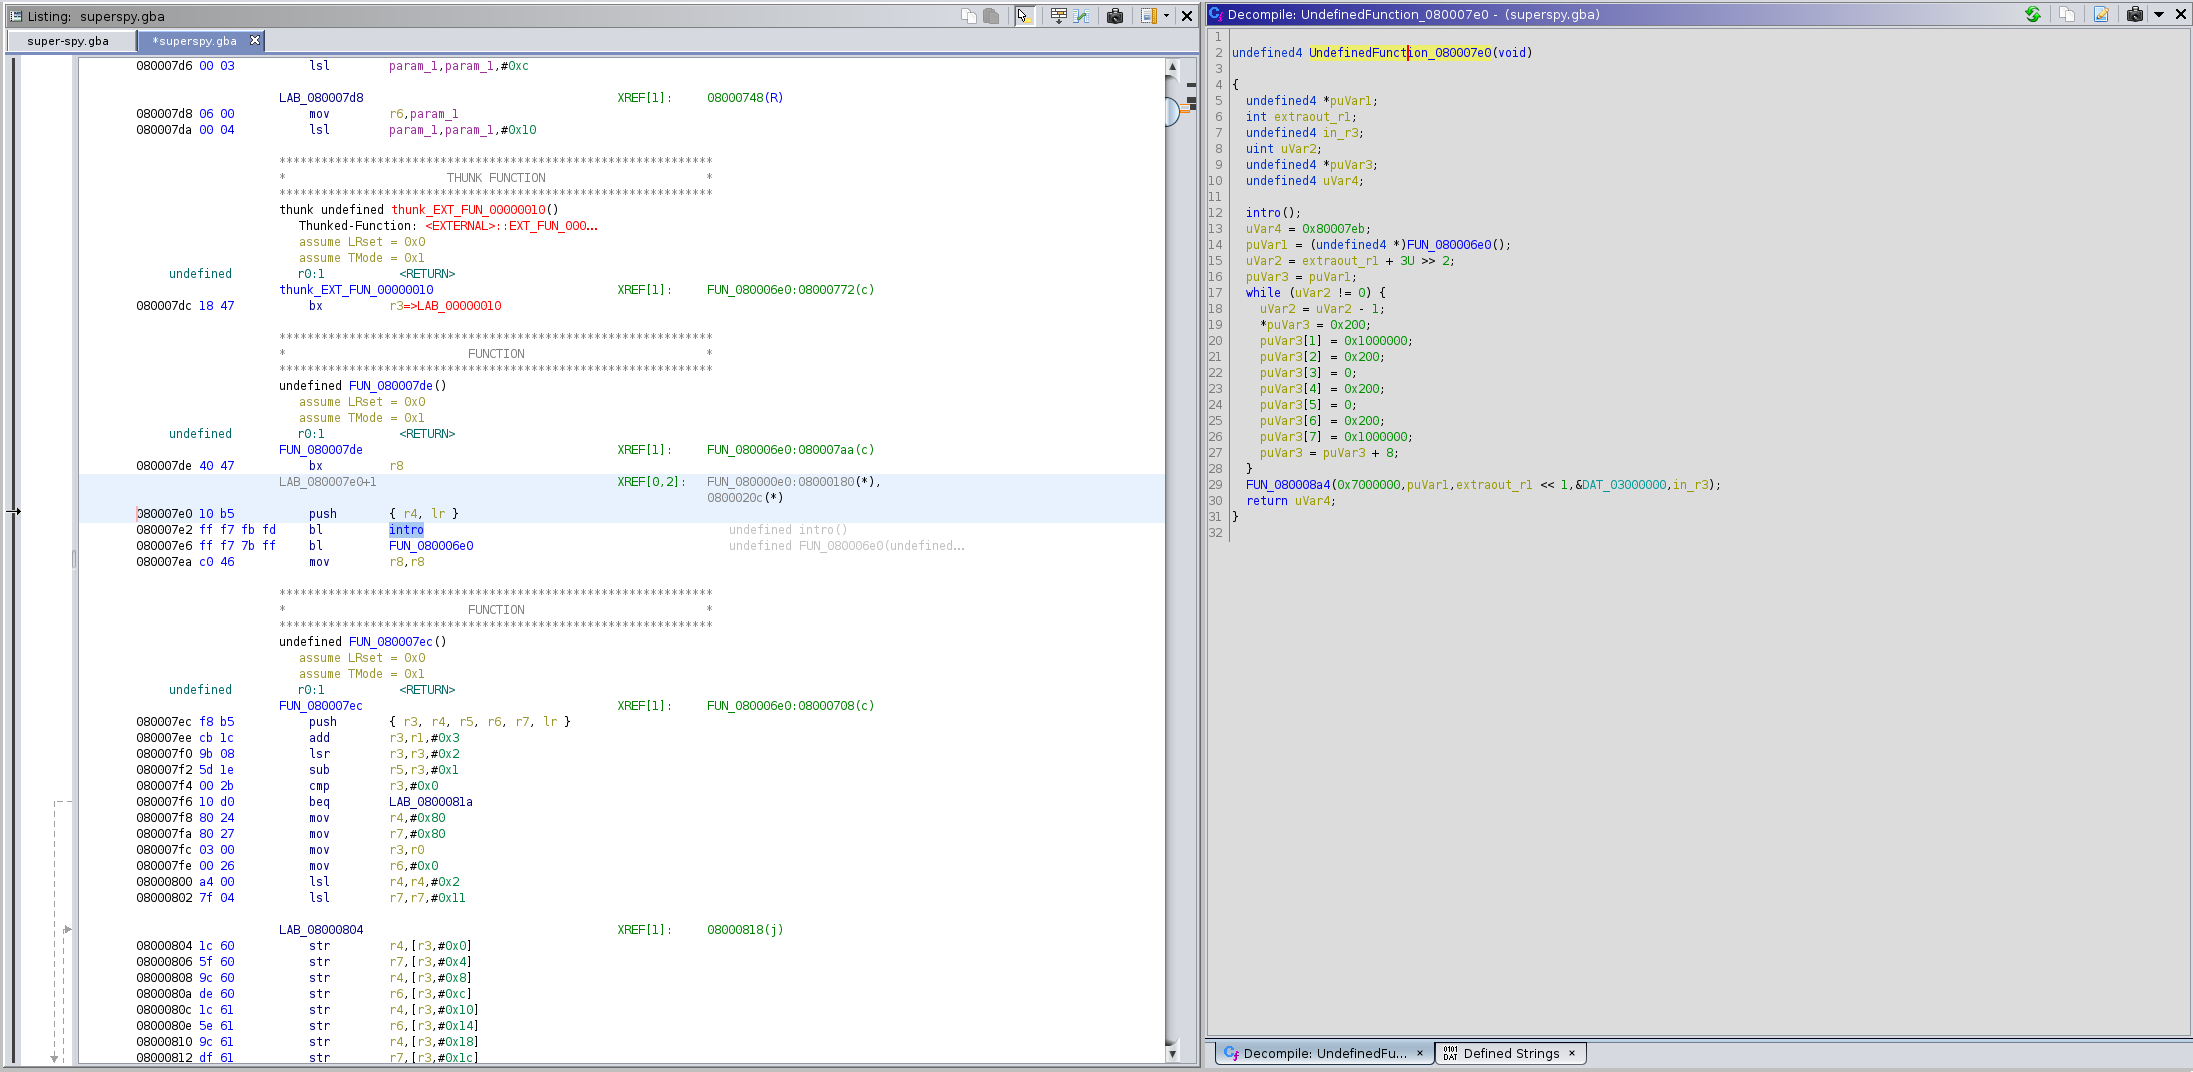 Listing:  superspy.gba
super-spy.gba
*superspy.gba
080007d6 00 03 lsl param_1,param_1,#0xc
LAB_080007d8 XREF[1]: 08000748(R)
080007d8 06 00 mov r6,param_1
080007da 00 04 lsl param_1,param_1,#0x10
**************************************************************
* THUNK FUNCTION *
**************************************************************
thunk undefined thunk_EXT_FUN_00000010()
Thunked-Function: <EXTERNAL>::EXT_FUN_000...
assume LRset = 0x0
assume TMode = 0x1
undefined r0:1 <RETURN>
thunk_EXT_FUN_00000010 XREF[1]: FUN_080006e0:08000772(c)
080007dc 18 47 bx r3=>LAB_00000010
**************************************************************
* FUNCTION *
**************************************************************
undefined FUN_080007de()
assume LRset = 0x0
assume TMode = 0x1
undefined r0:1 <RETURN>
FUN_080007de XREF[1]: FUN_080006e0:080007aa(c)
080007de 40 47 bx r8
LAB_080007e0+1 XREF[0,2]: FUN_080000e0:08000180(*),
0800020c(*)
080007e0 10 b5 push { r4, lr }
080007e2 ff f7 fb fd bl intro undefined intro()
080007e6 ff f7 7b ff bl FUN_080006e0 undefined FUN_080006e0(undefined...
080007ea c0 46 mov r8,r8
**************************************************************
* FUNCTION *
**************************************************************
undefined FUN_080007ec()
assume LRset = 0x0
assume TMode = 0x1
undefined r0:1 <RETURN>
FUN_080007ec XREF[1]: FUN_080006e0:08000708(c)
080007ec f8 b5 push { r3, r4, r5, r6, r7, lr }
080007ee cb 1c add r3,r1,#0x3
080007f0 9b 08 lsr r3,r3,#0x2
080007f2 5d 1e sub r5,r3,#0x1
080007f4 00 2b cmp r3,#0x0
080007f6 10 d0 beq LAB_0800081a
080007f8 80 24 mov r4,#0x80
080007fa 80 27 mov r7,#0x80
080007fc 03 00 mov r3,r0
080007fe 00 26 mov r6,#0x0
08000800 a4 00 lsl r4,r4,#0x2
08000802 7f 04 lsl r7,r7,#0x11
LAB_08000804 XREF[1]: 08000818(j)
08000804 1c 60 str r4,[r3,#0x0]
08000806 5f 60 str r7,[r3,#0x4]
08000808 9c 60 str r4,[r3,#0x8]
0800080a de 60 str r6,[r3,#0xc]
0800080c 1c 61 str r4,[r3,#0x10]
0800080e 5e 61 str r6,[r3,#0x14]
08000810 9c 61 str r4,[r3,#0x18]
08000812 df 61 str r7,[r3,#0x1c]
Decompile: UndefinedFunction_080007e0 - (superspy.gba)
1
2 undefined4 UndefinedFunction_080007e0(void)
3
4 {
5 undefined4 *puVar1;
6 int extraout_r1;
7 undefined4 in_r3;
8 uint uVar2;
9 undefined4 *puVar3;
10 undefined4 uVar4;
11
12 intro();
13 uVar4 = 0x80007eb;
14 puVar1 = (undefined4 *)FUN_080006e0();
15 uVar2 = extraout_r1 + 3U >> 2;
16 puVar3 = puVar1;
17 while (uVar2 != 0) {
18 uVar2 = uVar2 - 1;
19 *puVar3 = 0x200;
20 puVar3[1] = 0x1000000;
21 puVar3[2] = 0x200;
22 puVar3[3] = 0;
23 puVar3[4] = 0x200;
24 puVar3[5] = 0;
25 puVar3[6] = 0x200;
26 puVar3[7] = 0x1000000;
27 puVar3 = puVar3 + 8;
28 }
29 FUN_080008a4(0x7000000,puVar1,extraout_r1 << 1,&DAT_03000000,in_r3);
30 return uVar4;
31 }
32
Decompile: UndefinedFu... ×
Defined Strings ×